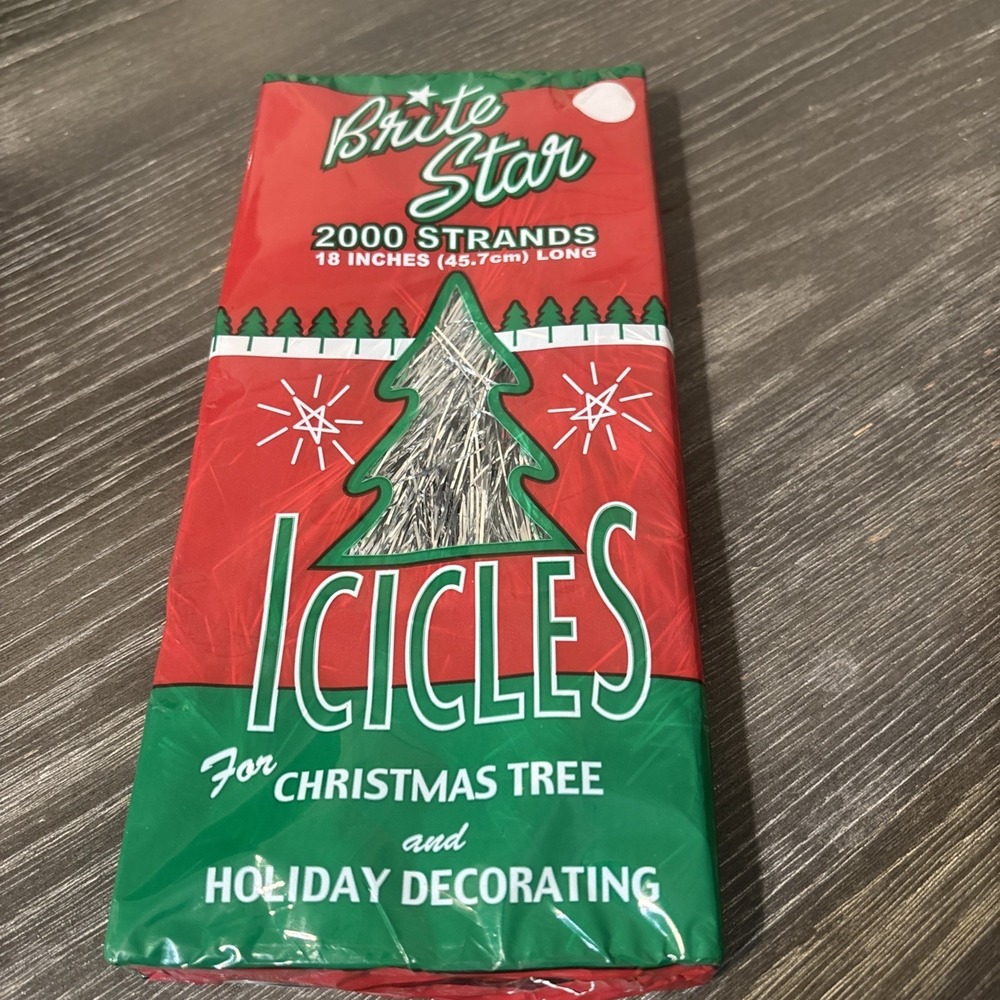 Brite
Star
2000 STRANDS
18 INCHES (45.7cm) LONG
ICICLES
For CHRISTMAS TREE
and
HOLIDAY DECORATING